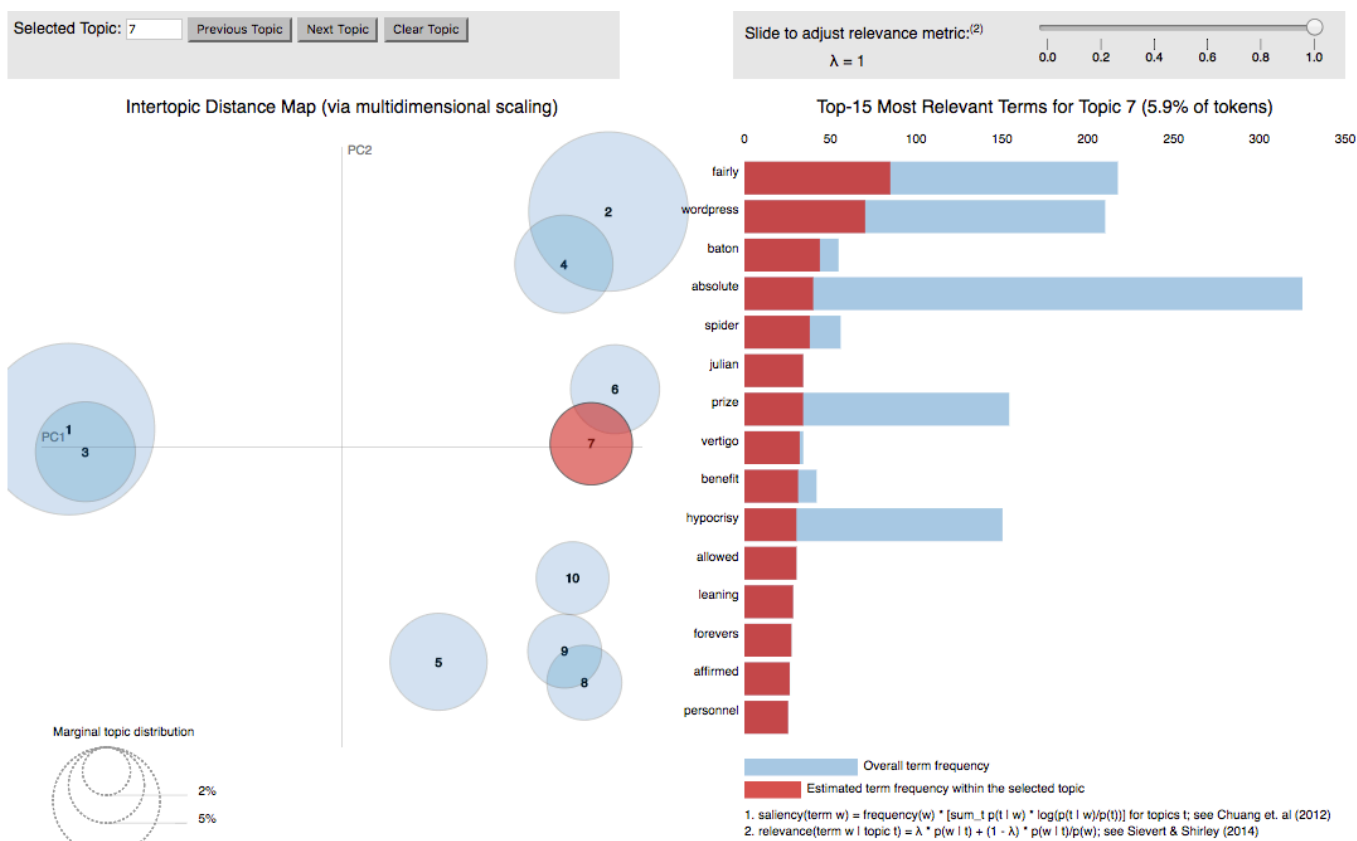 Selected Topic: 7 Previous Topic Next Topic Clear Topic
Slide to adjust relevance metric:(2)
λ = 1
0.0 0.2 0.4 0.6 0.8 1.0
Intertopic Distance Map (via multidimensional scaling)
PC2
PC1
2
4
6
7
1
3
10
9
5
8
Marginal topic distribution
2%
5%
Top-15 Most Relevant Terms for Topic 7 (5.9% of tokens)
0 50 100 150 200 250 300 350
fairly
wordpress
baton
absolute
spider
julian
prize
vertigo
benefit
hypocrisy
allowed
leaning
forevers
affirmed
personnel
Overall term frequency
Estimated term frequency within the selected topic
1. saliency(term w) = frequency(w) * [sum_t p(t | w) * log(p(t | w)/p(t))] for topics t; see Chuang et. al (2012)
2. relevance(term w | topic t) = λ * p(w | t) + (1 - λ) * p(w | t)/p(w); see Sievert & Shirley (2014)